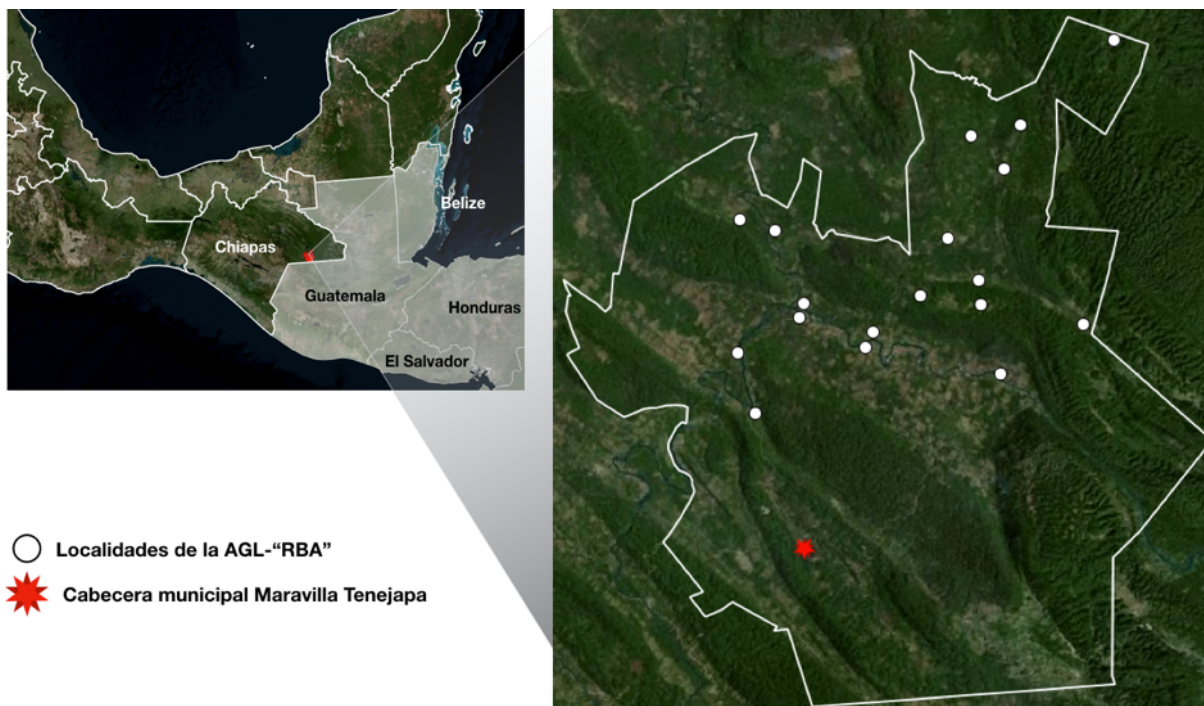 Belize
Chiapas
Guatemala
Honduras
El Salvador
Localidades de la AGL-“RBA”
Cabecera municipal Maravilla Tenejapa